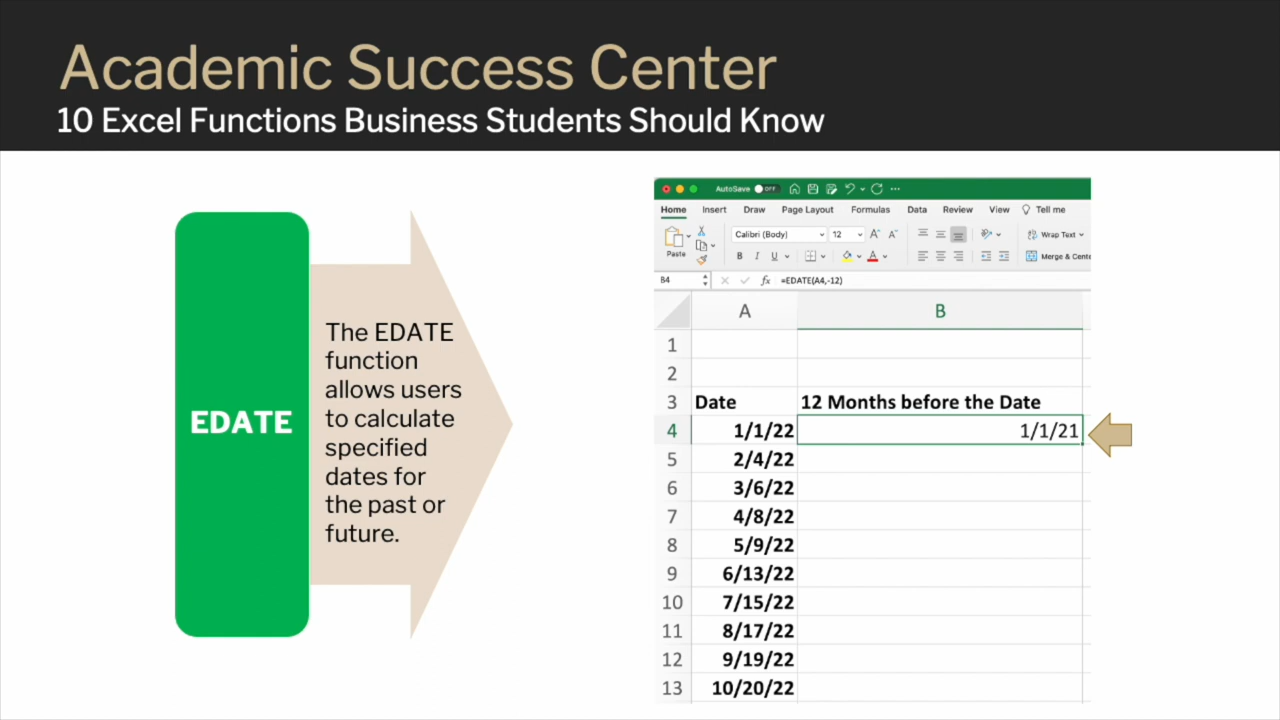 Academic Success Center
10 Excel Functions Business Students Should Know
EDATE
The EDATE
function
allows users
to calculate
specified
dates for
the past or
future.
AutoSave OFF
Home Insert Draw Page Layout Formulas Data Review View Tell me
Paste Calibri (Body) 12 A A Wrap Text
B I U A Merge & Cente
B4 fx =EDATE(A4,-12)
A B
1
2
3 Date 12 Months before the Date
4 1/1/22 1/1/21
5 2/4/22
6 3/6/22
7 4/8/22
8 5/9/22
9 6/13/22
10 7/15/22
11 8/17/22
12 9/19/22
13 10/20/22